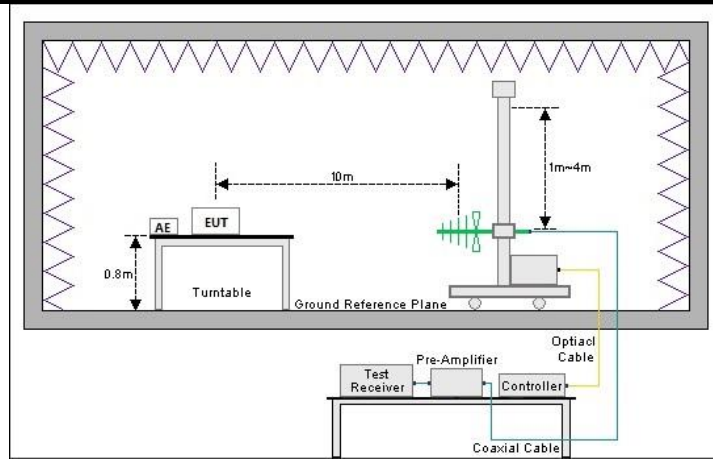 10m
1m~4m
AE
EUT
0.8m
Turntable
Ground Reference Plane
Optiacl
Cable
Pre-Amplifier
Test
Receiver
Controller
Coaxial Cable